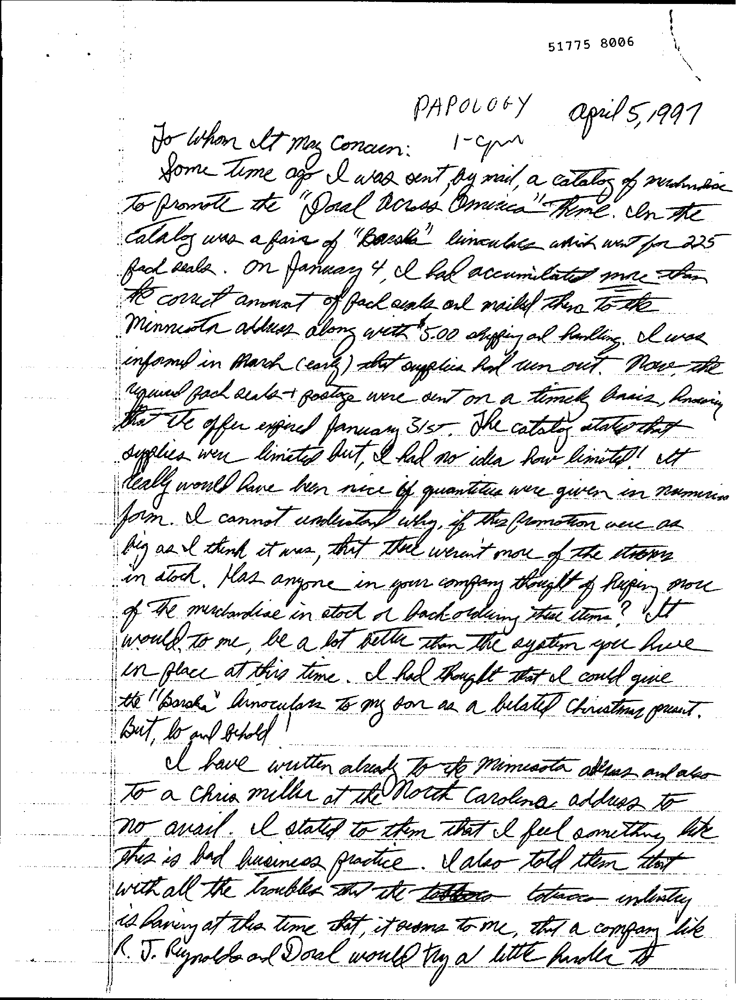 51775 8006
PAPOLOGY April 5, 1997
To Whom It May Concern:
Some time ago I was sent, by mail, a catalog of merchandise
to promote the "Doral Across America" theme. In the
catalog was a pair of "Barska" binoculars which went for 225
pack seals. On January 4, I had accumilated more than
the correct amount of pack seals and mailed them to the
Minnesota address along with $5.00 shipping and handling. I was
informed in March (early) that supplies had run out. Now the
required pack seals + postage were sent on a timely basis, knowing
that the offer expired January 31st. The catalog stated that
supplies were limited but, I had no idea how limited! It
really would have been nice if quantities were given in numerical
form. I cannot understand why, if this promotion were as
big as I think it was, that there weren't more of the items
in stock. Has anyone in your company thought of keeping more
of the merchandise in stock or backordering these items? It
would, to me, be a lot better than the system you have
in place at this time. I had thought that I could give
the "Barska" binoculars to my son as a belated Christmas present.
But, lo and behold!
I have written already to the Minnesota address and also
to a Chris Miller at the North Carolina address to
no avail. I stated to them that I feel something like
this is bad business practice. I also told them that
with all the troubles that the tobacco industry
is having at this time that, it seems to me, that a company like
R. J. Reynolds and Doral would try a little harder to